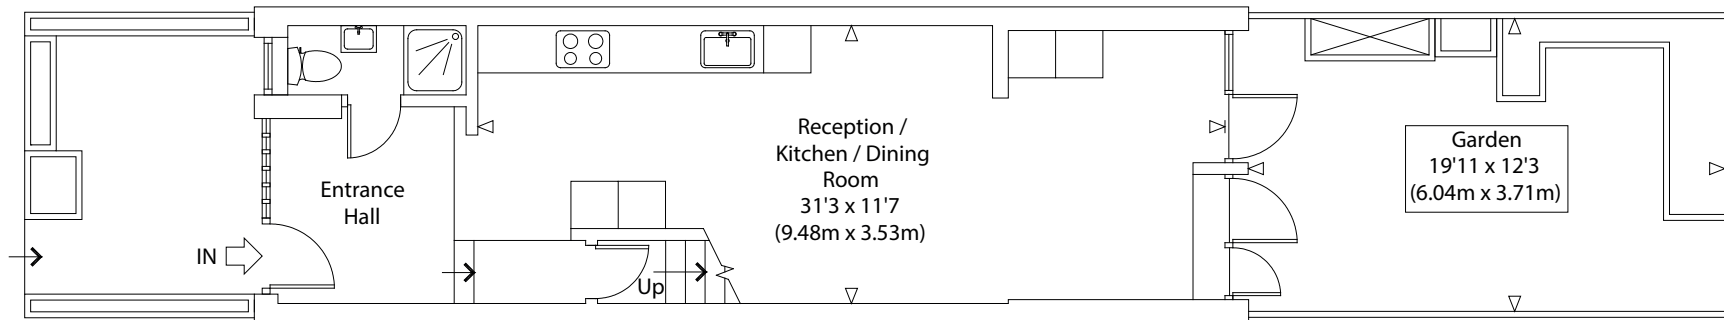 IN
Entrance
Hall
Up
Reception /
Kitchen / Dining
Room
31'3 x 11'7
(9.48m x 3.53m)
Garden
19'11 x 12'3
(6.04m x 3.71m)